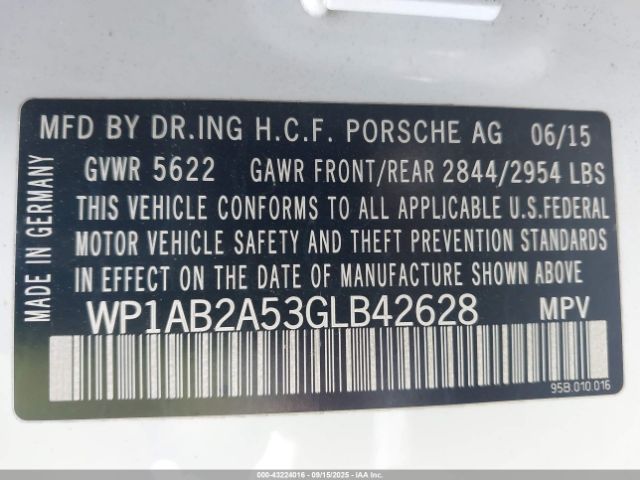 MFD BY DR.ING H.C.F. PORSCHE AG 06/15
GVWR 5622 GAWR FRONT/REAR 2844/2954 LBS
THIS VEHICLE CONFORMS TO ALL APPLICABLE U.S.FEDERAL
MOTOR VEHICLE SAFETY AND THEFT PREVENTION STANDARDS
IN EFFECT ON THE DATE OF MANUFACTURE SHOWN ABOVE
MADE IN GERMANY
WP1AB2A53GLB42628 MPV
95B.010.016
000-43224016 - 09/15/2025 - IAAI.COM